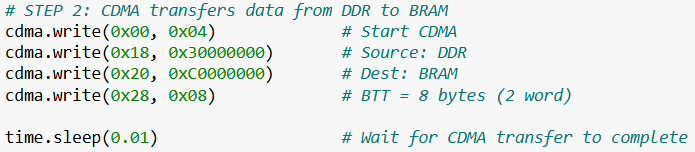 # STEP 2: CDMA transfers data from DDR to BRAM
cdma.write(0x00, 0x04)             # Start CDMA
cdma.write(0x18, 0x30000000)       # Source: DDR
cdma.write(0x20, 0xC0000000)       # Dest: BRAM
cdma.write(0x28, 0x08)             # BTT = 8 bytes (2 word)
time.sleep(0.01)                   # Wait for CDMA transfer to complete